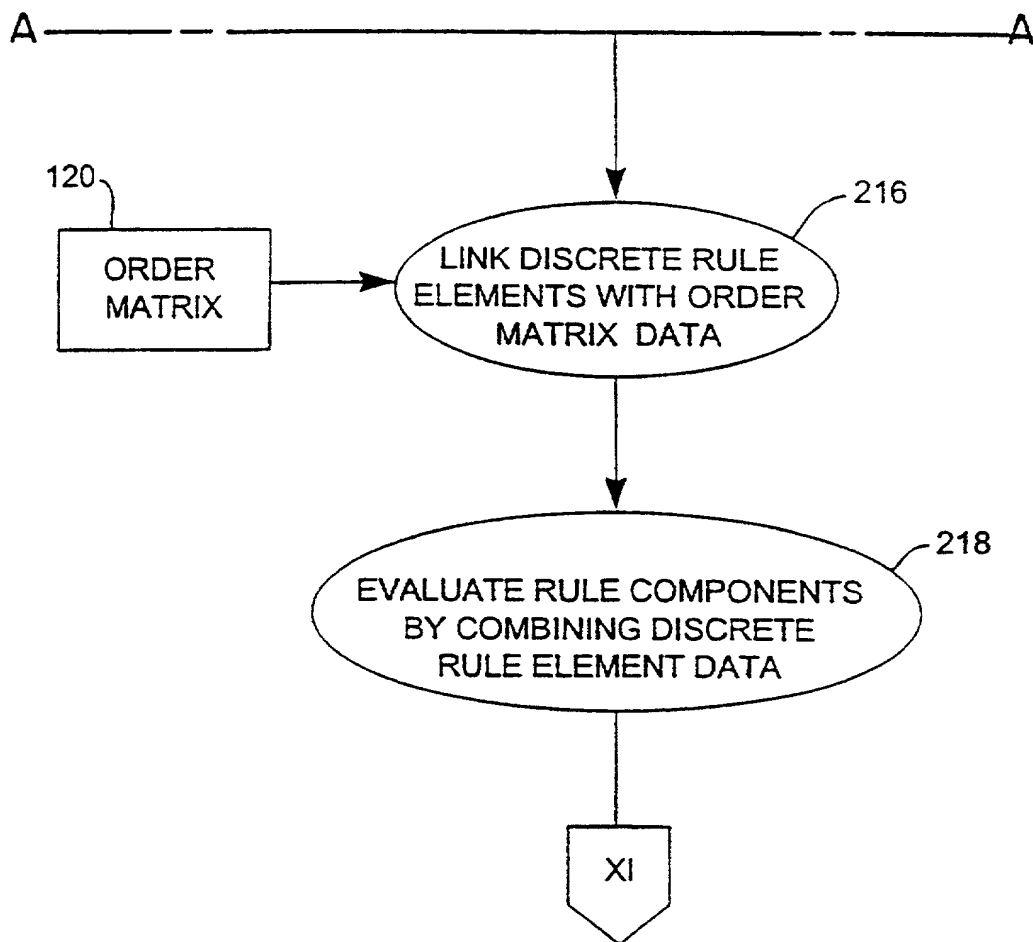 A A
120
216
ORDER
MATRIX
LINK DISCRETE RULE
ELEMENTS WITH ORDER
MATRIX DATA
218
EVALUATE RULE COMPONENTS
BY COMBINING DISCRETE
RULE ELEMENT DATA
XI